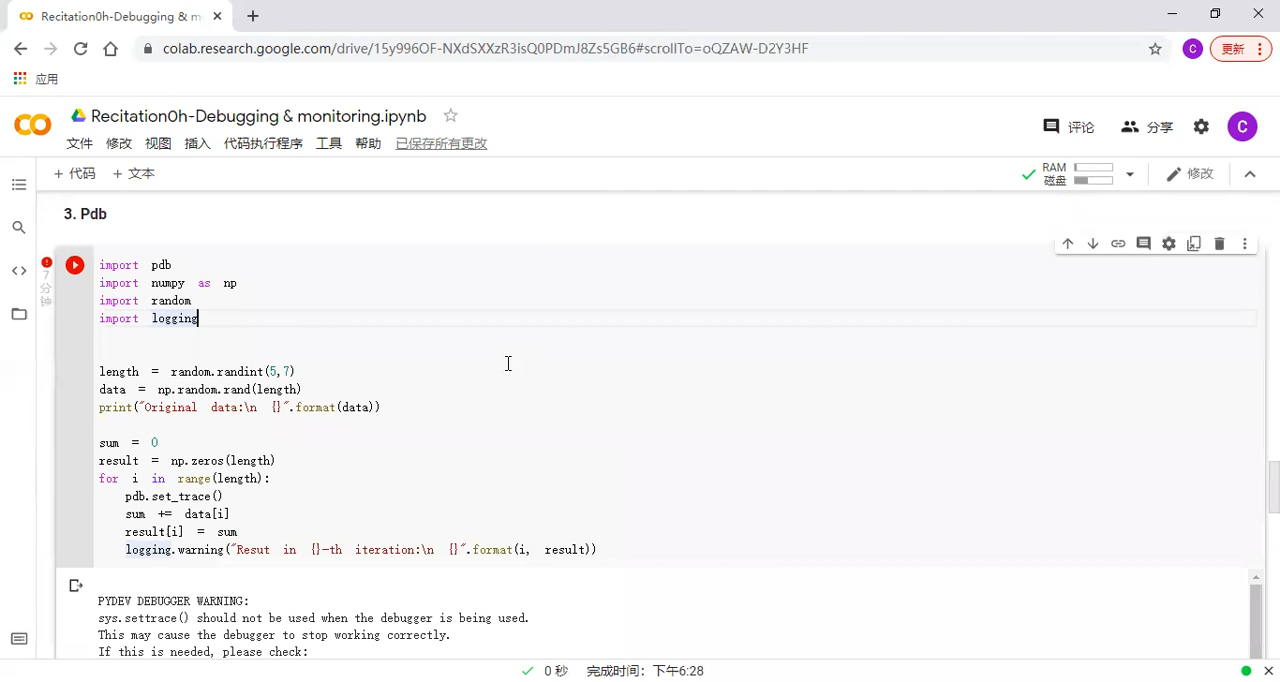 Recitation0h-Debugging & m
colab.research.google.com/drive/15y996OF-NXdSXXzR3isQ0PDmJ8Zs5GB6#scrollTo=oQZAW-D2Y3HF
C
更新
应用
Recitation0h-Debugging & monitoring.ipynb
评论
分享
C
文件 修改 视图 插入 代码执行程序 工具 帮助 已保存所有更改
+ 代码 + 文本
RAM
磁盘
修改
3. Pdb
7
分
钟
import pdb
import numpy as np
import random
import logging
length = random.randint(5,7)
data = np.random.rand(length)
print("Original data:\n {}".format(data))
sum = 0
result = np.zeros(length)
for i in range(length):
pdb.set_trace()
sum += data[i]
result[i] = sum
logging.warning("Resut in {}-th iteration:\n {}".format(i, result))
PYDEV DEBUGGER WARNING:
sys.settrace() should not be used when the debugger is being used.
This may cause the debugger to stop working correctly.
If this is needed, please check:
0 秒 完成时间：下午6:28